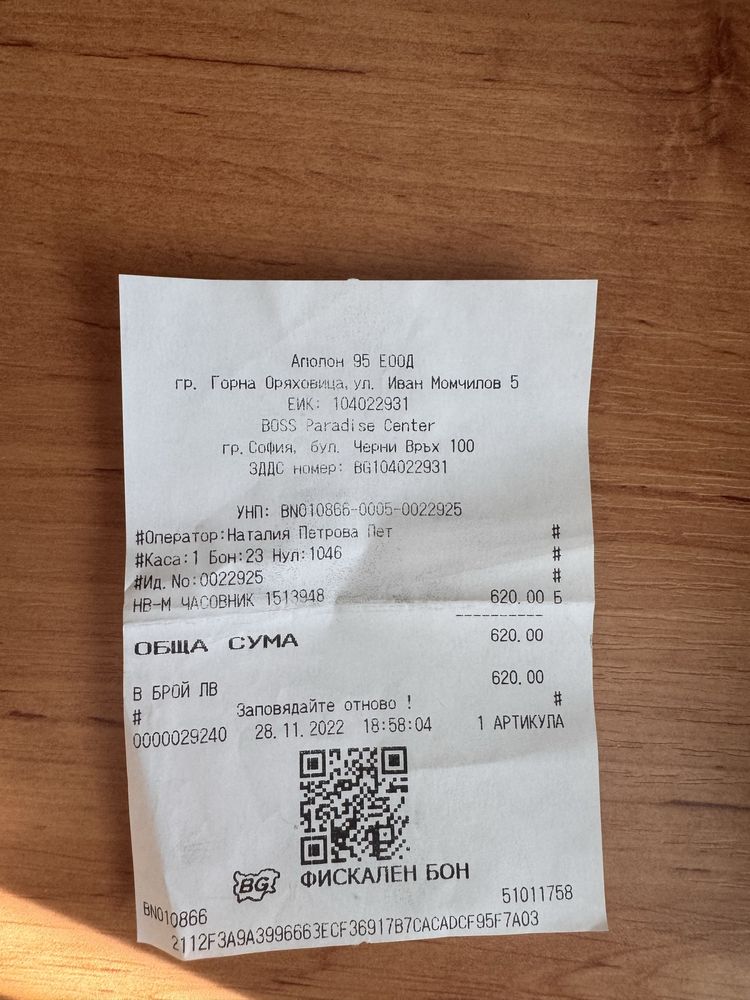 Аполон 95 ЕООД
гр. Горна Оряховица, ул. Иван Момчилов 5
ЕИК: 104022931
BOSS Paradise Center
гр. София, бул. Черни Връх 100
ЗДДС номер: BG104022931
УНП: BN010866-0005-0022925
#Оператор:Наталия Петрова Пет #
#Каса:1 Бон:23 Нул:1046 #
#Ид. No:0022925 #
HB-M ЧАСОВНИК 1513948 620.00 Б
----------
ОБЩА СУМА 620.00
В БРОЙ ЛВ 620.00
# Заповядайте отново ! #
0000029240 28.11.2022 18:58:04 1 АРТИКУЛА
BG ФИСКАЛЕН БОН
BN010866 51011758
2112F3A9A3996663ECF36917B7CACADCF95F7A03